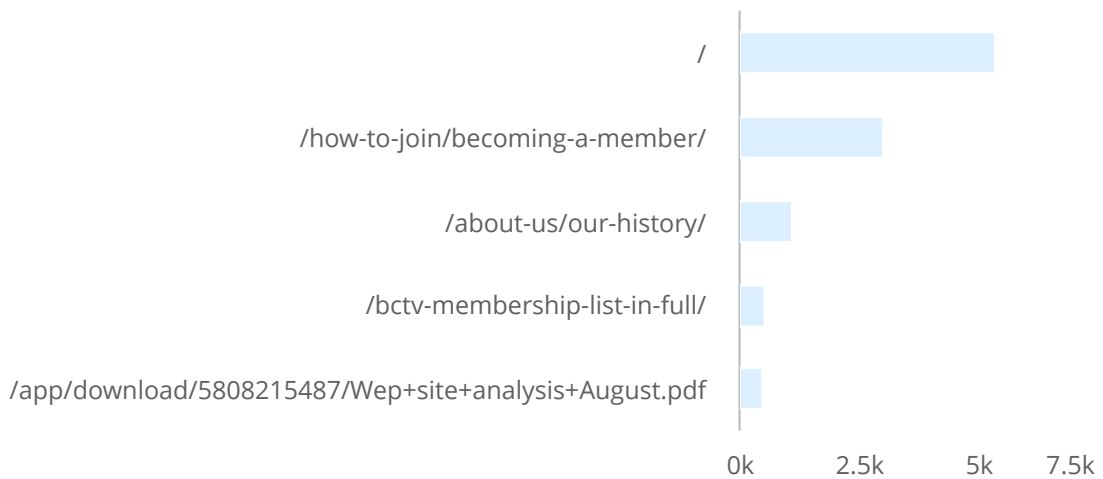 /
/how-to-join/becoming-a-member/
/about-us/our-history/
/bctv-membership-list-in-full/
/app/download/5808215487/Wep+site+analysis+August.pdf
0k 2.5k 5k 7.5k